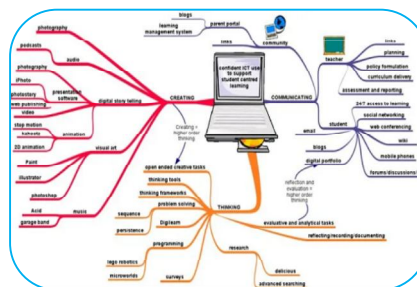 confident ICT use
to support
student centred
learning
CREATING
photography
podcasts
audio
photography
iPhoto
photostory
web publishing
video
presentation
software
digital story telling
stop motion
animation
2D animation
Paint
illustrator
photoshop
visual art
Acid
garage band
music
blogs
learning
management system
parent portal
community
COMMUNICATING
teacher
links
planning
policy formulation
curriculum delivery
assessment and reporting
student
24/7 access to learning
social networking
web conferencing
wiki
mobile phones
forums/discussions
email
blogs
digital portfolio
Creating =
higher order
thinking
reflection
and evaluation =
higher
thinking
THINKING
open ended creative tasks
thinking tools
thinking frameworks
problem solving
sequence
persistence
Digilearn
programming
lego robotics
microworlds
surveys
research
delicious
advanced searching
evaluative and analytical tasks
reflecting/recording/documenting